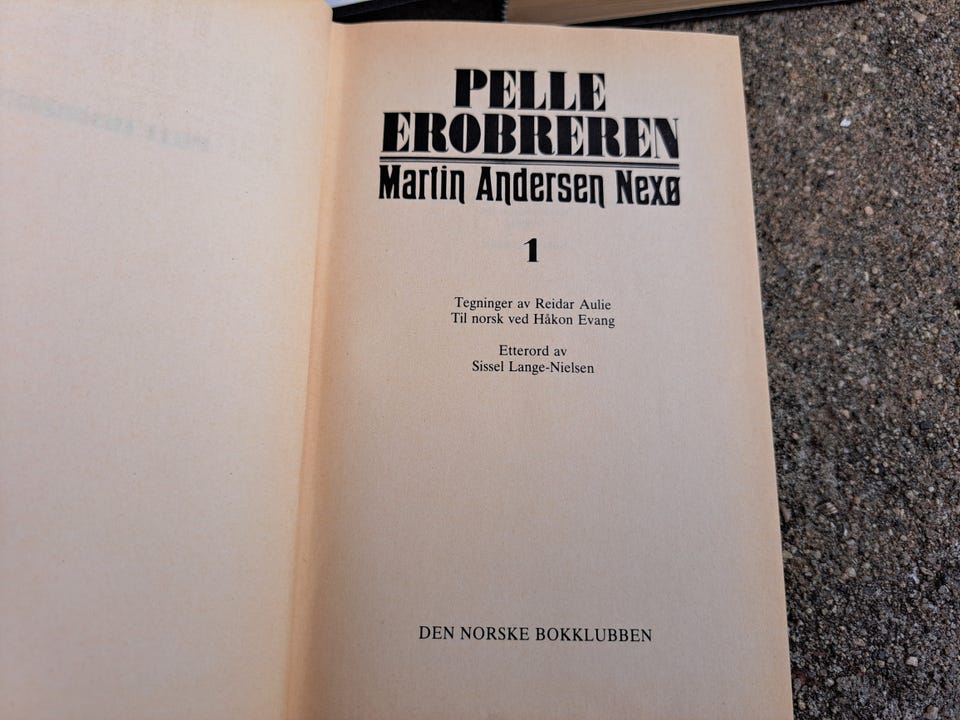 PELLE
EROBREREN
Martin Andersen Nexø
1
Tegninger av Reidar Aulie
Til norsk ved Håkon Evang
Etterord av
Sissel Lange-Nielsen
DEN NORSKE BOKKLUBBEN